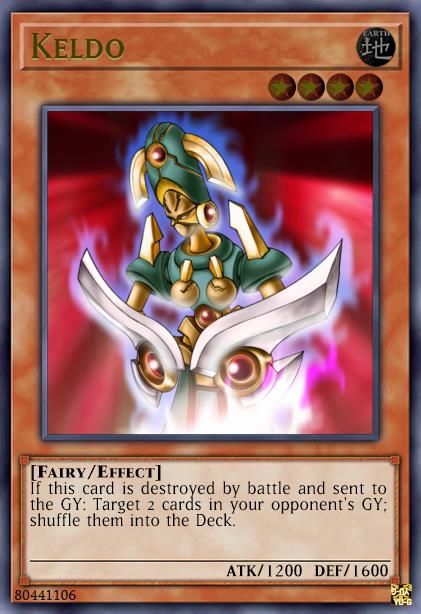 Keldo
EARTH
地
[Fairy/Effect]
If this card is destroyed by battle and sent to
the GY: Target 2 cards in your opponent's GY;
shuffle them into the Deck.
ATK/1200 DEF/1600
80441106